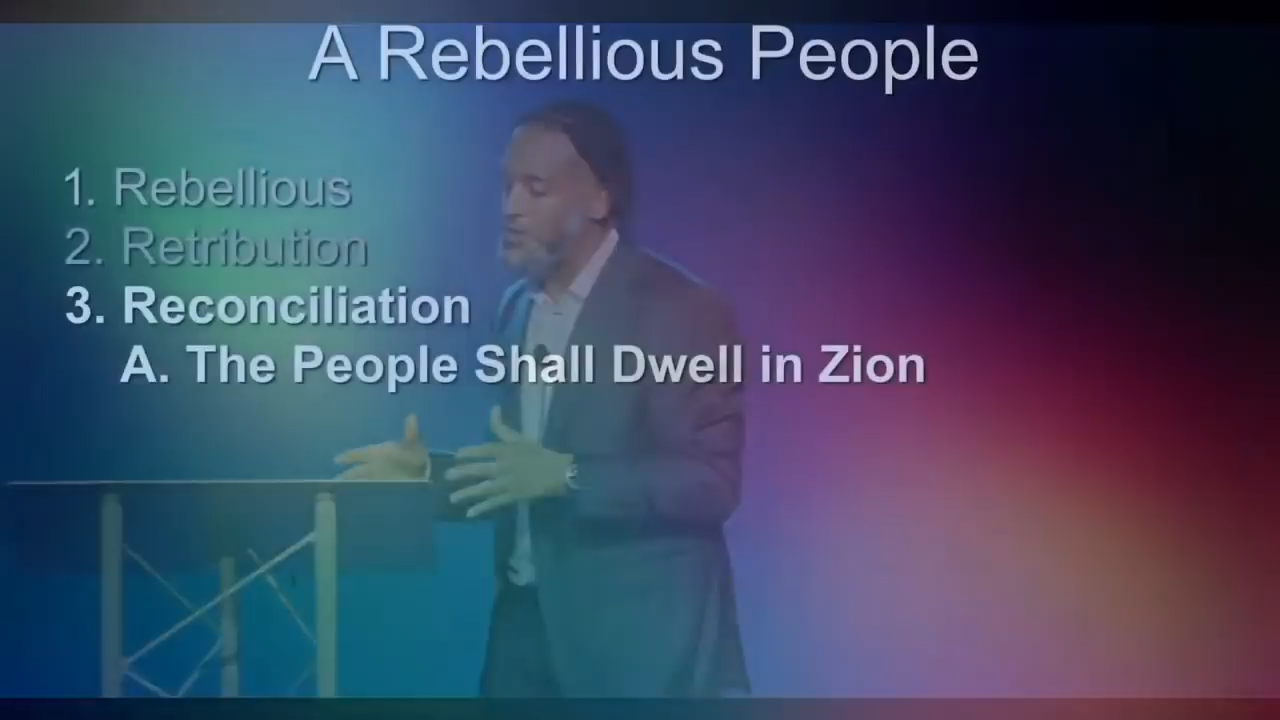 A Rebellious People
1. Rebellious
2. Retribution
3. Reconciliation
A. The People Shall Dwell in Zion